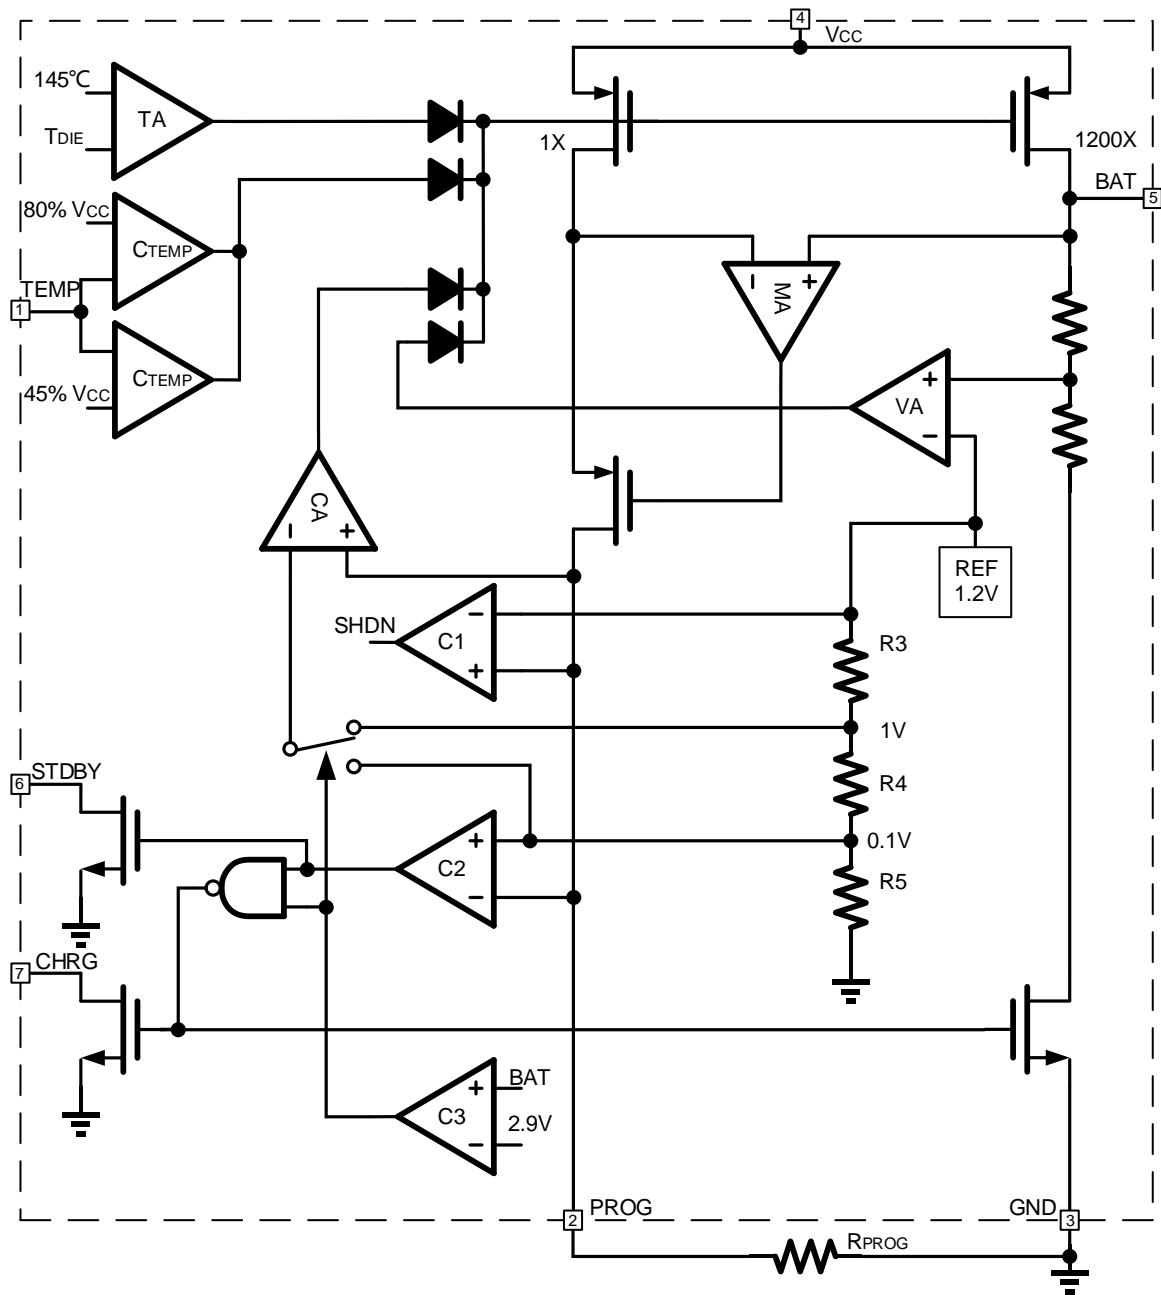 4
VCC
145℃
TA
TDIE
1X
1200X
BAT
5
80% VCC
CTEMP
TEMP
1
− + MA
CTEMP
45% VCC
+
VA
−
CA
− +
REF
1.2V
SHDN
−
C1
+
R3
1V
STDBY
6
R4
+
0.1V
C2
−
R5
CHRG
7
+
BAT
C3
2.9V
−
PROG
2
GND
3
RPROG